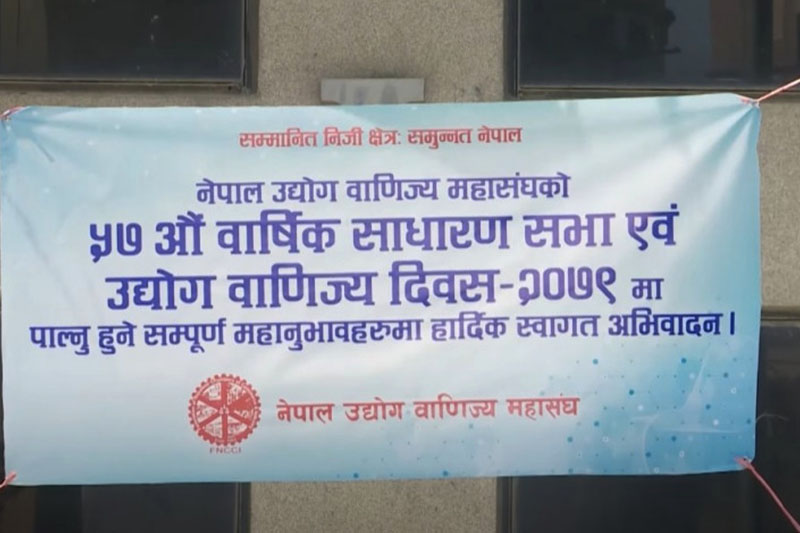 सम्मानित निजी क्षेत्र: समुन्नत नेपाल
नेपाल उद्योग वाणिज्य महासंघको
५७ औं वार्षिक साधारण सभा एवं
उद्योग वाणिज्य दिवस-२०७९ मा
पाल्नु हुने सम्पूर्ण महानुभावहरुमा हार्दिक स्वागत अभिवादन ।
नेपाल उद्योग वाणिज्य महासंघ
FNCCI